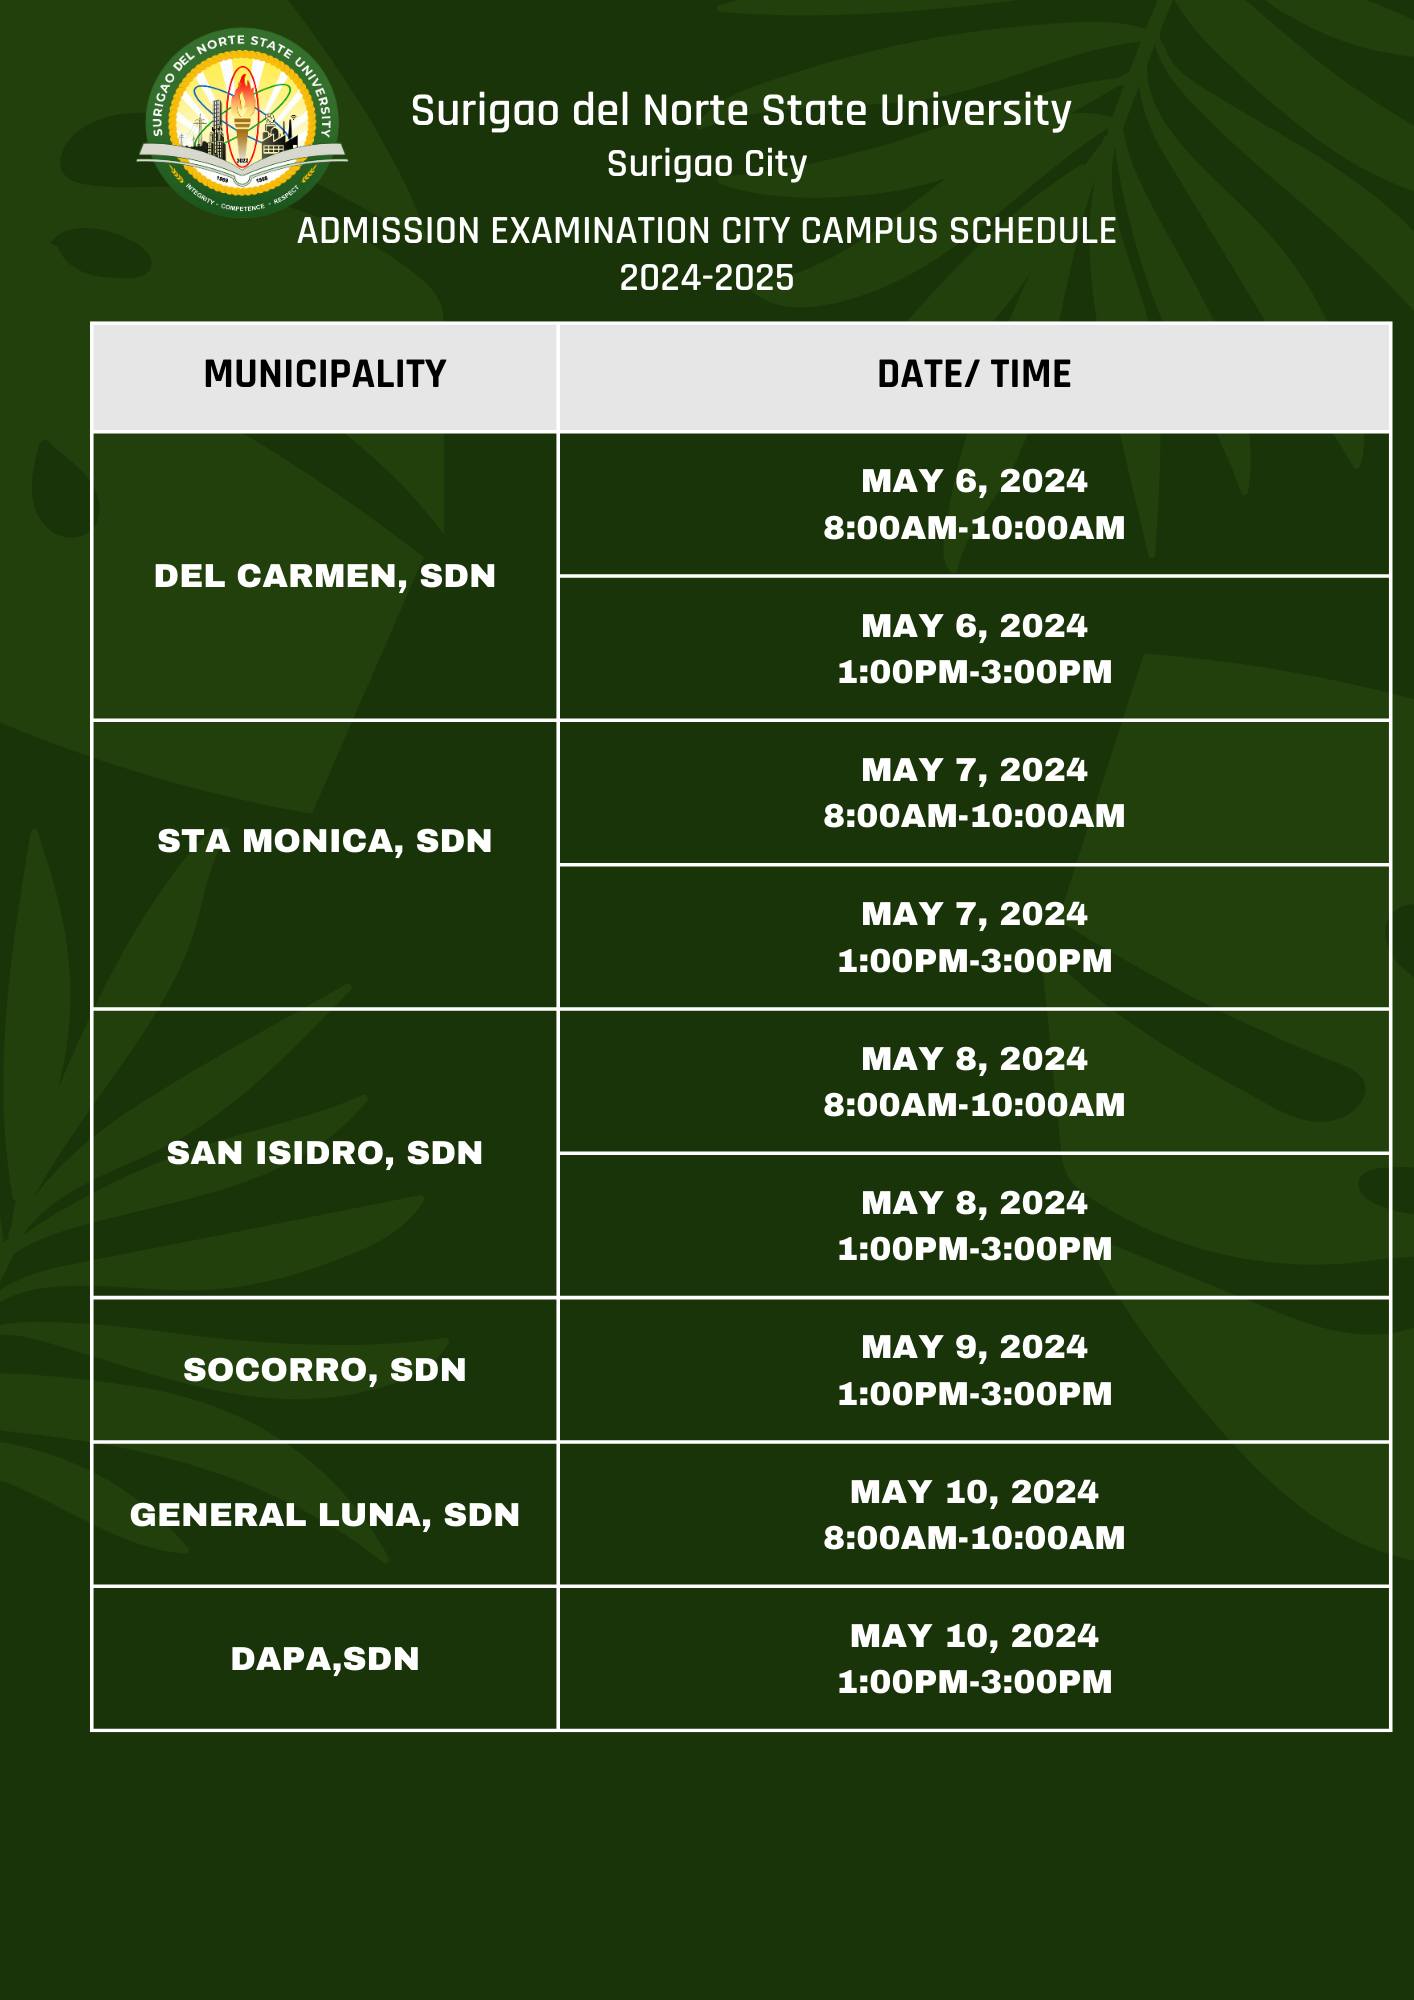 SURIGAO DEL NORTE STATE UNIVERSITY
2022
1969 1998
INTEGRITY - COMPETENCE - RESPECT
Surigao del Norte State University
Surigao City
ADMISSION EXAMINATION CITY CAMPUS SCHEDULE
2024-2025
MUNICIPALITY
DATE/ TIME
DEL CARMEN, SDN
MAY 6, 2024
8:00AM-10:00AM
MAY 6, 2024
1:00PM-3:00PM
STA MONICA, SDN
MAY 7, 2024
8:00AM-10:00AM
MAY 7, 2024
1:00PM-3:00PM
SAN ISIDRO, SDN
MAY 8, 2024
8:00AM-10:00AM
MAY 8, 2024
1:00PM-3:00PM
SOCORRO, SDN
MAY 9, 2024
1:00PM-3:00PM
GENERAL LUNA, SDN
MAY 10, 2024
8:00AM-10:00AM
DAPA,SDN
MAY 10, 2024
1:00PM-3:00PM